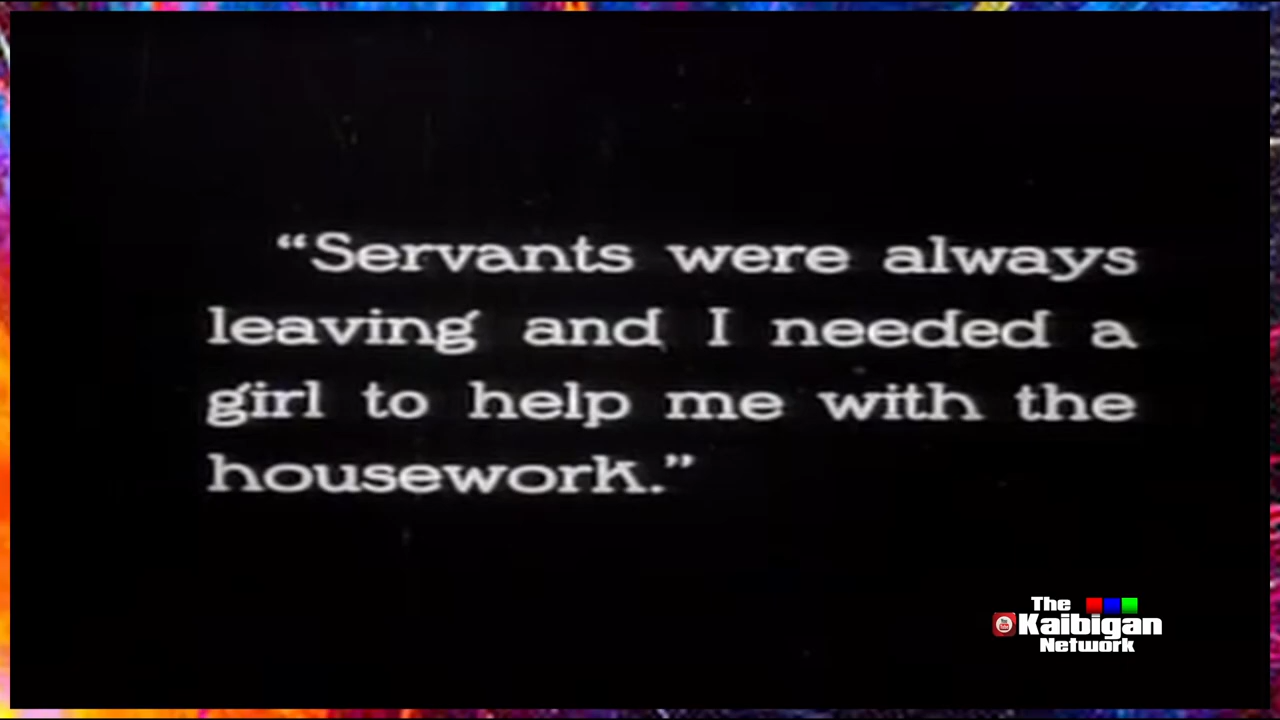 “Servants were always
leaving and I needed a
girl to help me with the
housework.”
The
Kaibigan
Network